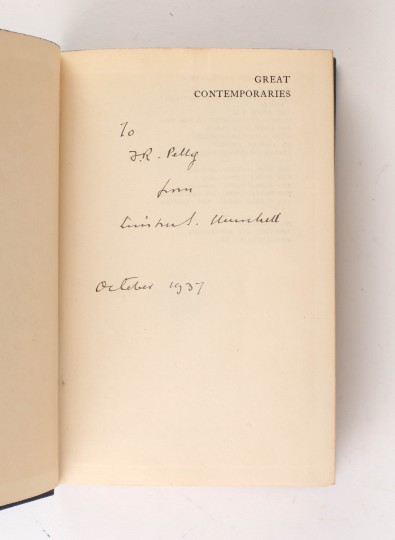 GREAT
CONTEMPORARIES
To
F.R. Pelly
from
Winston S. Churchill
October 1937